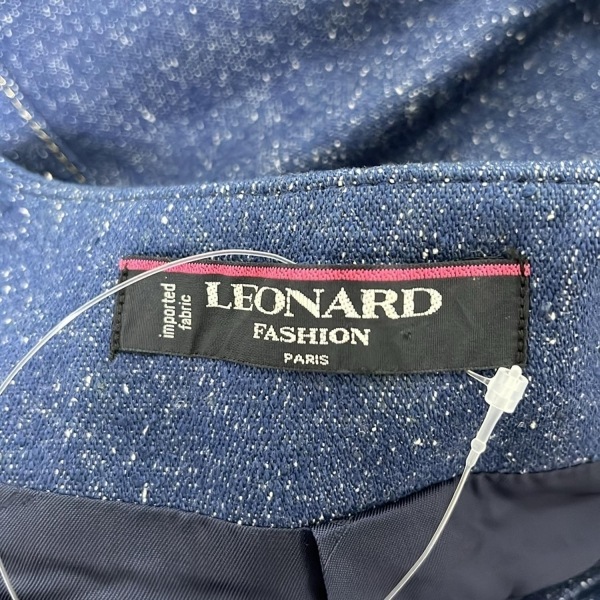 imported
fabric
LEONARD
FASHION
PARIS